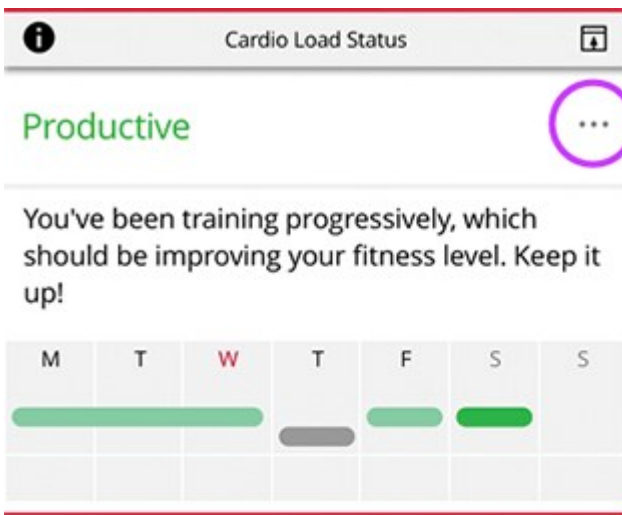 Cardio Load Status
Productive
You've been training progressively, which
should be improving your fitness level. Keep it
up!
M T W T F S S